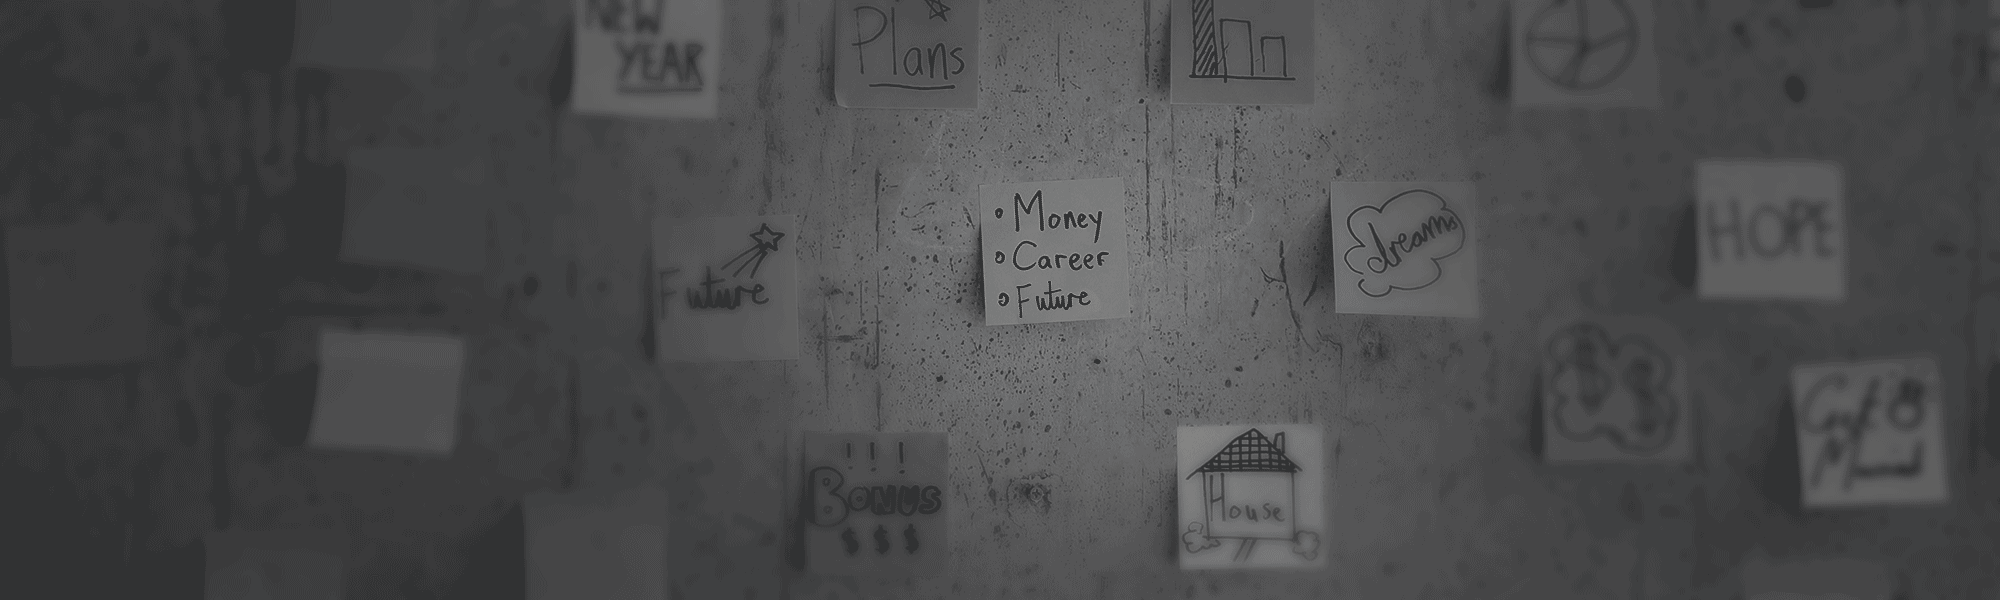 NEW
YEAR
Plans
Future
Money
Career
Future
dreams
HOPE
!!!
BONUS
$ $ $
House